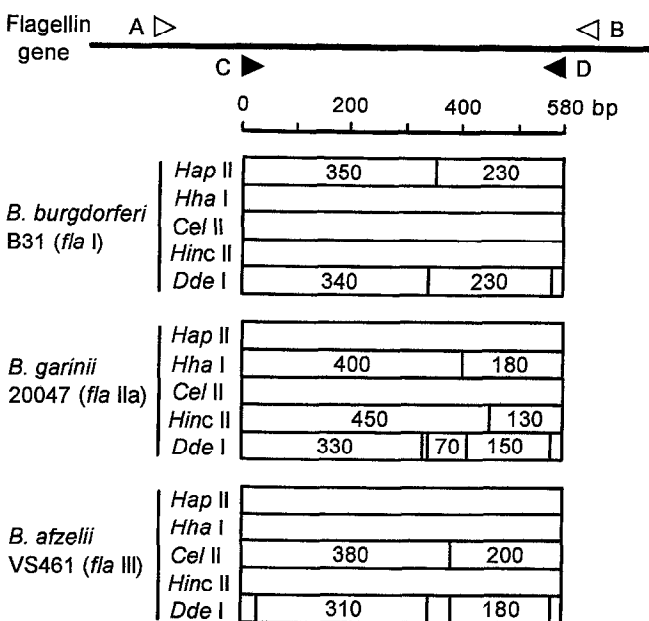 Flagellin gene
A B
C D
0 200 400 580 bp
B. burgdorferi B31 (fla I)
Hap II 350 230
Hha I
Cel II
Hinc II
Dde I 340 230
B. garinii 20047 (fla IIa)
Hap II
Hha I 400 180
Cel II
Hinc II 450 130
Dde I 330 70 150
B. afzelii VS461 (fla III)
Hap II
Hha I
Cel II 380 200
Hinc II
Dde I 310 180